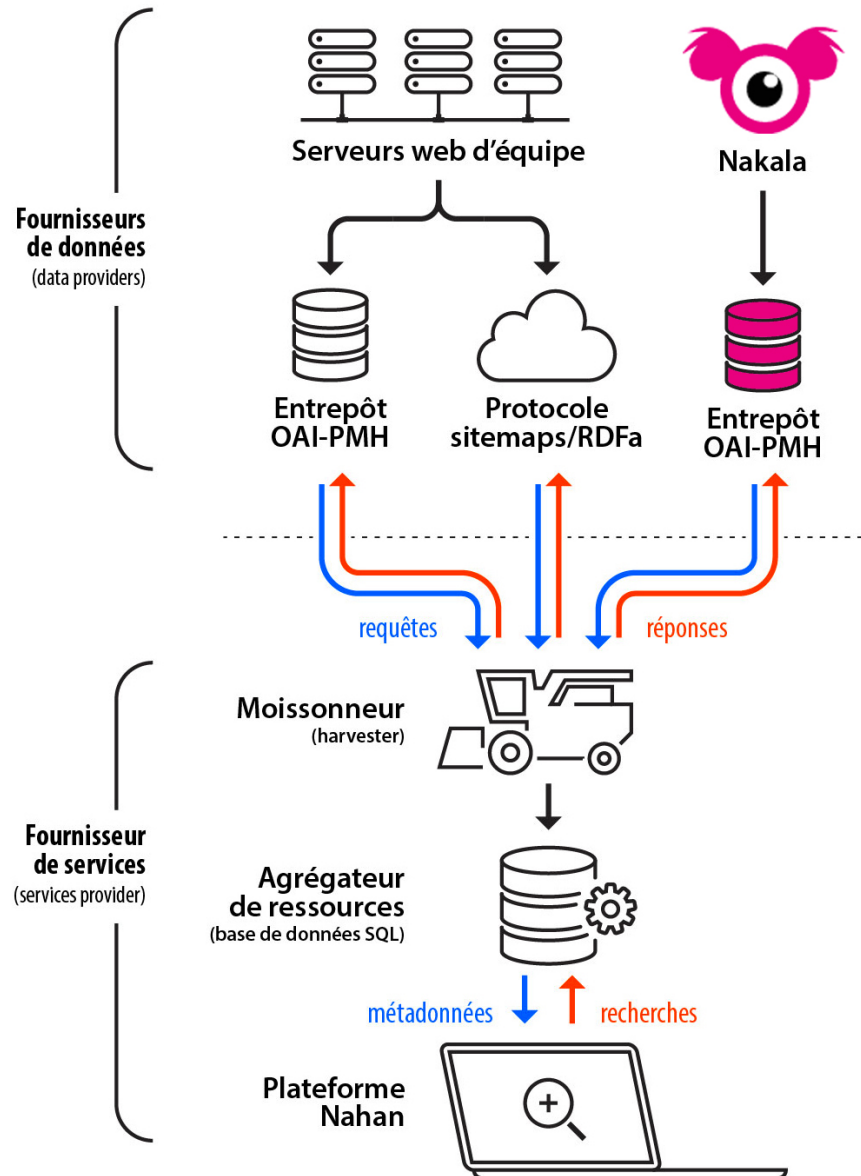 Serveurs web d'équipe
Nakala
Fournisseurs
de données
(data providers)
Entrepôt
OAI-PMH
Protocole
sitemaps/RDFa
Entrepôt
OAI-PMH
requêtes
réponses
Moissonneur
(harvester)
Fournisseur
de services
(services provider)
Agrégateur
de ressources
(base de données SQL)
métadonnées
recherches
Plateforme
Nahan